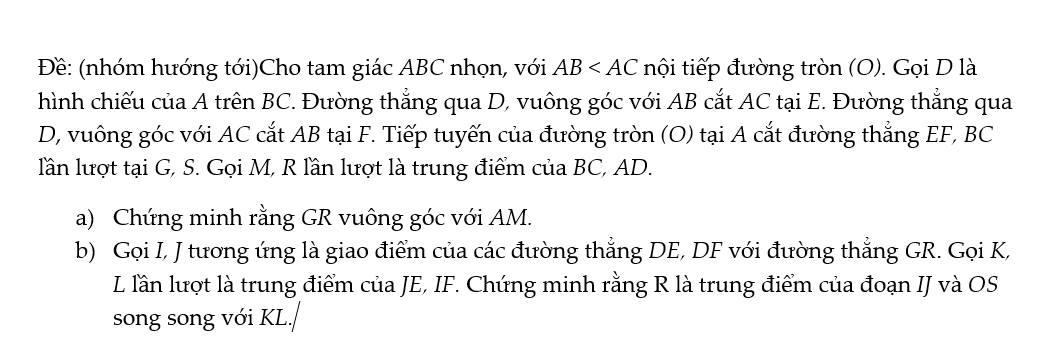 Đề: (nhóm hướng tới)Cho tam giác ABC nhọn, với AB < AC nội tiếp đường tròn (O). Gọi D là
hình chiếu của A trên BC. Đường thẳng qua D, vuông góc với AB cắt AC tại E. Đường thẳng qua
D, vuông góc với AC cắt AB tại F. Tiếp tuyến của đường tròn (O) tại A cắt đường thẳng EF, BC
lần lượt tại G, S. Gọi M, R lần lượt là trung điểm của BC, AD.
a) Chứng minh rằng GR vuông góc với AM.
b) Gọi I, J tương ứng là giao điểm của các đường thẳng DE, DF với đường thẳng GR. Gọi K,
L lần lượt là trung điểm của JE, IF. Chứng minh rằng R là trung điểm của đoạn IJ và OS
song song với KL./